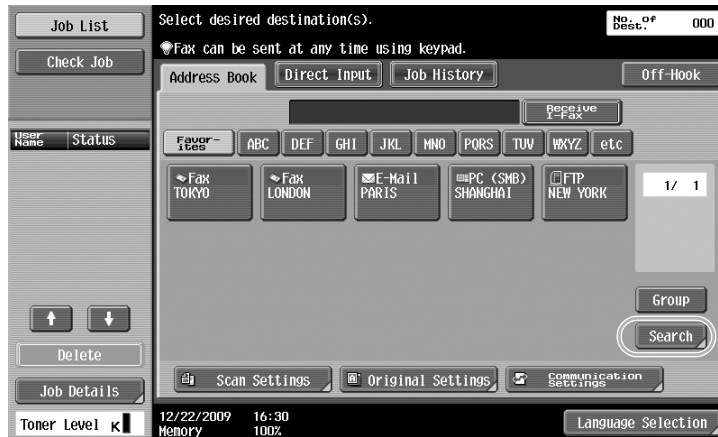 Job List
Check Job
User Name Status
Delete
Job Details
Toner Level K
Select desired destination(s).
Fax can be sent at any time using keypad.
No. of Dest. 000
Address Book Direct Input Job History Off-Hook
Receive I-Fax
Favor-ites ABC DEF GHI JKL MNO PQRS TUV WXYZ etc
Fax TOKYO
Fax LONDON
E-Mail PARIS
PC (SMB) SHANGHAI
FTP NEW YORK
1/ 1
Group
Search
Scan Settings Original Settings Communication Settings
12/22/2009 16:30
Memory 100%
Language Selection